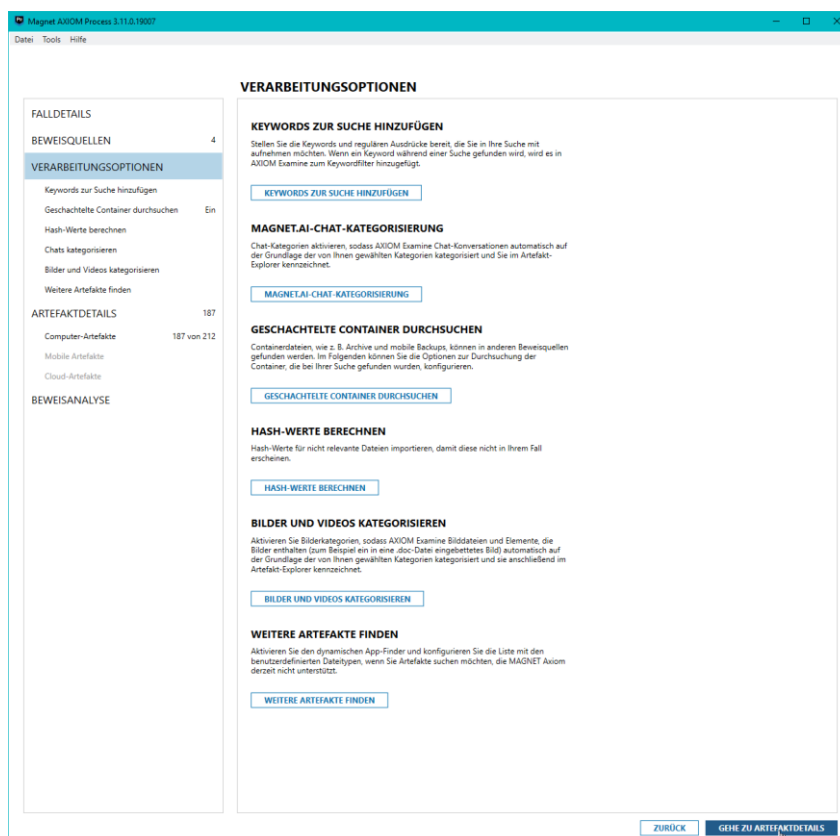 Magnet AXIOM Process 3.11.0.19007
Datei Tools Hilfe
VERARBEITUNGSOPTIONEN
FALLDETAILS
BEWEISQUELLEN 4
VERARBEITUNGSOPTIONEN
Keywords zur Suche hinzufügen
Geschachtelte Container durchsuchen Ein
Hash-Werte berechnen
Chats kategorisieren
Bilder und Videos kategorisieren
Weitere Artefakte finden
ARTEFAKTDETAILS 187
Computer-Artefakte 187 von 212
Mobile Artefakte
Cloud-Artefakte
BEWEISANALYSE
KEYWORDS ZUR SUCHE HINZUFÜGEN
Stellen Sie die Keywords und regulären Ausdrücke bereit, die Sie in Ihre Suche mit
aufnehmen möchten. Wenn ein Keyword während einer Suche gefunden wird, wird es in
AXIOM Examine zum Keywordfilter hinzugefügt.
KEYWORDS ZUR SUCHE HINZUFÜGEN
MAGNET.AI-CHAT-KATEGORISIERUNG
Chat-Kategorien aktivieren, sodass AXIOM Examine Chat-Konversationen automatisch auf
der Grundlage der von Ihnen gewählten Kategorien kategorisiert und Sie im Artefakt-
Explorer kennzeichnet.
MAGNET.AI-CHAT-KATEGORISIERUNG
GESCHACHTELTE CONTAINER DURCHSUCHEN
Containerdateien, wie z. B. Archive und mobile Backups, können in anderen Beweisquellen
gefunden werden. Im Folgenden können Sie die Optionen zur Durchsuchung der
Container, die bei Ihrer Suche gefunden wurden, konfigurieren.
GESCHACHTELTE CONTAINER DURCHSUCHEN
HASH-WERTE BERECHNEN
Hash-Werte für nicht relevante Dateien importieren, damit diese nicht in Ihrem Fall
erscheinen.
HASH-WERTE BERECHNEN
BILDER UND VIDEOS KATEGORISIEREN
Aktivieren Sie Bilderkategorien, sodass AXIOM Examine Bilddateien und Elemente, die
Bilder enthalten (zum Beispiel ein in eine .doc-Datei eingebettetes Bild) automatisch auf
der Grundlage der von Ihnen gewählten Kategorien kategorisiert und sie anschließend im
Artefakt-Explorer kennzeichnet.
BILDER UND VIDEOS KATEGORISIEREN
WEITERE ARTEFAKTE FINDEN
Aktivieren Sie den dynamischen App-Finder und konfigurieren Sie die Liste mit den
benutzerdefinierten Dateitypen, wenn Sie Artefakte suchen möchten, die MAGNET Axiom
derzeit nicht unterstützt.
WEITERE ARTEFAKTE FINDEN
ZURÜCK GEHE ZU ARTEFAKTDETAILS